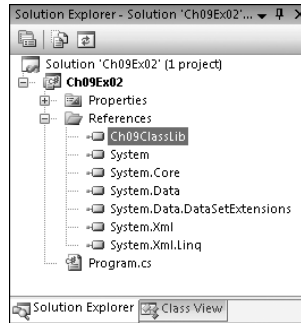 Solution Explorer - Solution 'Ch09Ex02'...
Solution 'Ch09Ex02' (1 project)
Ch09Ex02
Properties
References
Ch09ClassLib
System
System.Core
System.Data
System.Data.DataSetExtensions
System.Xml
System.Xml.Linq
Program.cs
Solution Explorer Class View